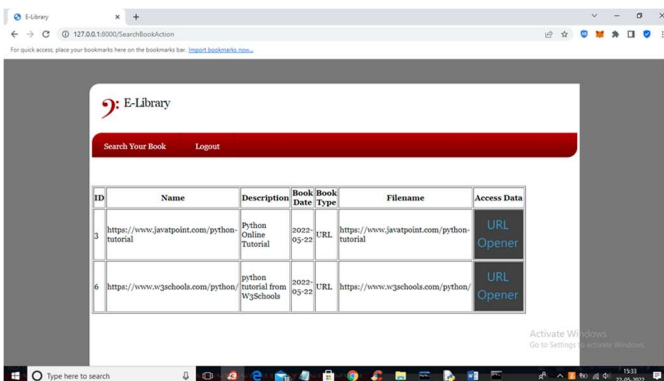 E-Library
127.0.0.1:8000/SearchBookAction
For quick access, place your bookmarks here on the bookmarks bar. Import bookmarks now...
E-Library
Search Your Book Logout
ID Name Description Book Date Book Type Filename Access Data
3 https://www.javatpoint.com/python-tutorial Python Online Tutorial 2022-05-22 URL https://www.javatpoint.com/python-tutorial URL Opener
6 https://www.w3schools.com/python/ python tutorial from W3Schools 2022-05-22 URL https://www.w3schools.com/python/ URL Opener
Activate Windows
Go to Settings to activate Windows.
Type here to search
15:33
22-05-2022